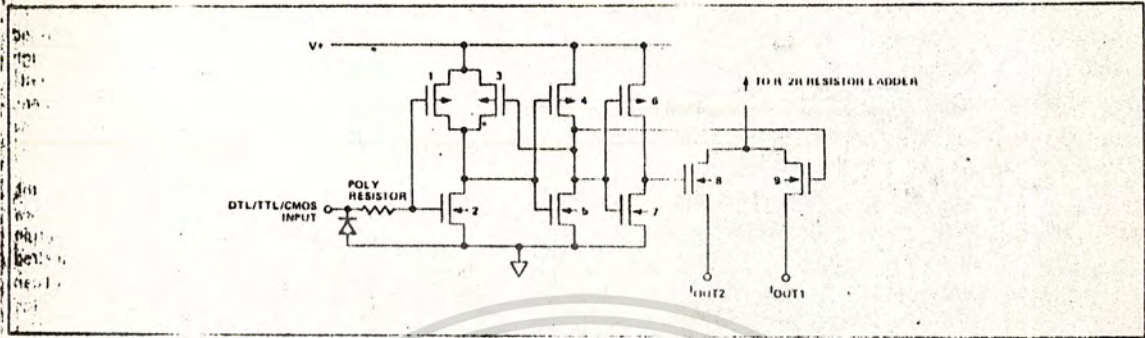 V+
1
3
4
6
TO R-2R RESISTOR LADDER
POLY
RESISTOR
DTL/TTL/CMOS
INPUT
2
5
7
8
9
IOUT2
IOUT1